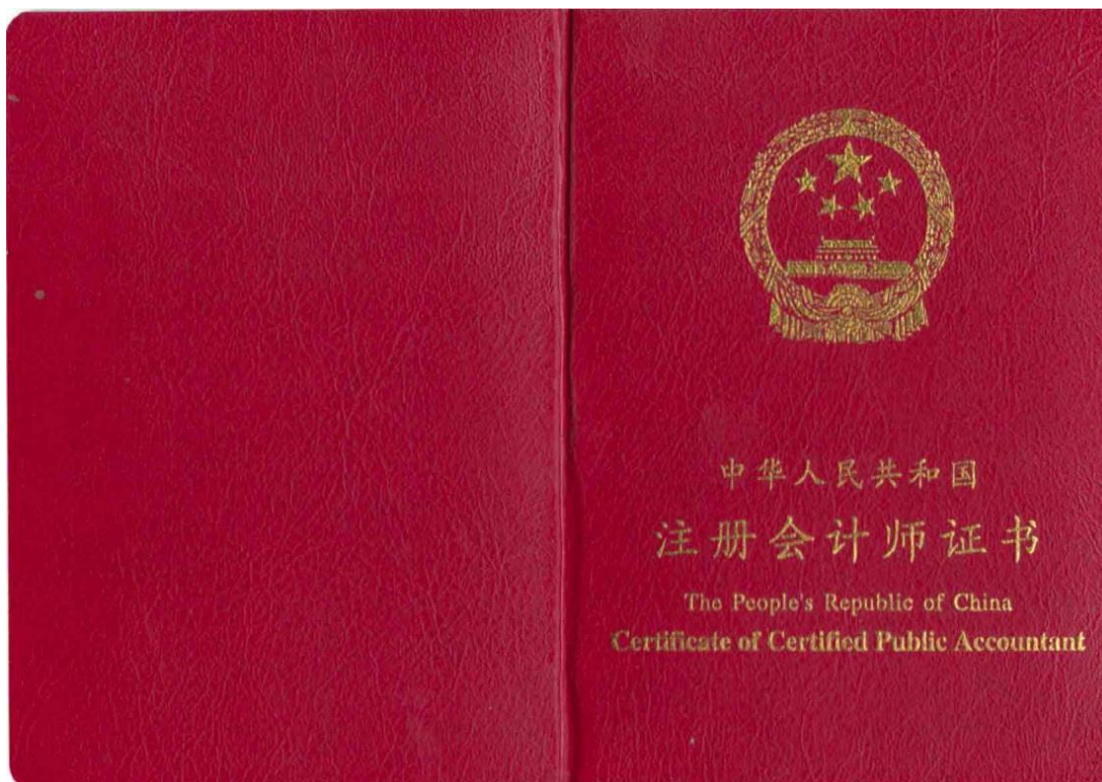 中华人民共和国
注册会计师证书
The People's Republic of China
Certificate of Certified Public Accountant